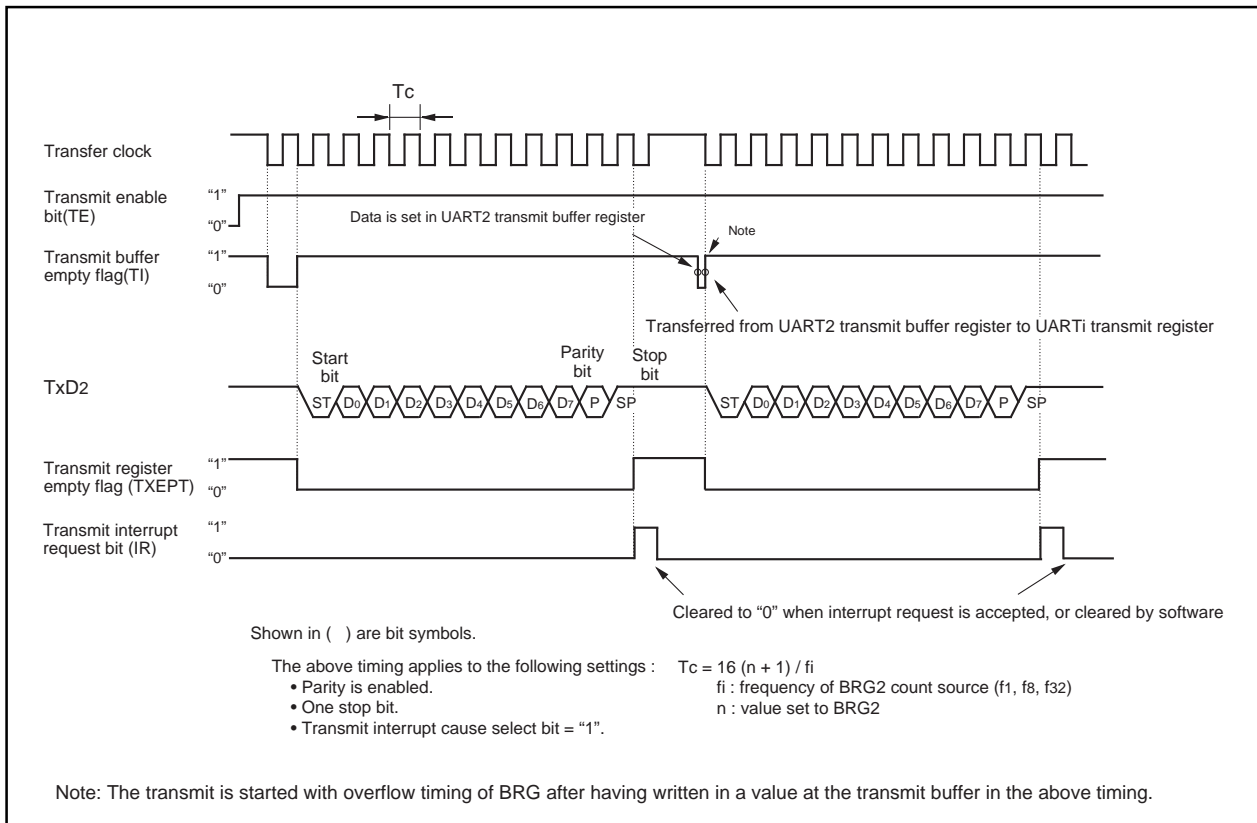 Tc
Transfer clock
Transmit enable
bit(TE)
“1”
“0”
Data is set in UART2 transmit buffer register
Note
Transmit buffer
empty flag(TI)
“1”
“0”
Transferred from UART2 transmit buffer register to UARTi transmit register
Start
bit
Parity
bit
Stop
bit
TxD2
ST D0 D1 D2 D3 D4 D5 D6 D7 P SP ST D0 D1 D2 D3 D4 D5 D6 D7 P SP
Transmit register
empty flag (TXEPT)
“1”
“0”
Transmit interrupt
request bit (IR)
“1”
“0”
Cleared to “0” when interrupt request is accepted, or cleared by software
Shown in ( ) are bit symbols.
The above timing applies to the following settings :
• Parity is enabled.
• One stop bit.
• Transmit interrupt cause select bit = “1”.
Tc = 16 (n + 1) / fi
fi : frequency of BRG2 count source (f1, f8, f32)
n : value set to BRG2
Note: The transmit is started with overflow timing of BRG after having written in a value at the transmit buffer in the above timing.